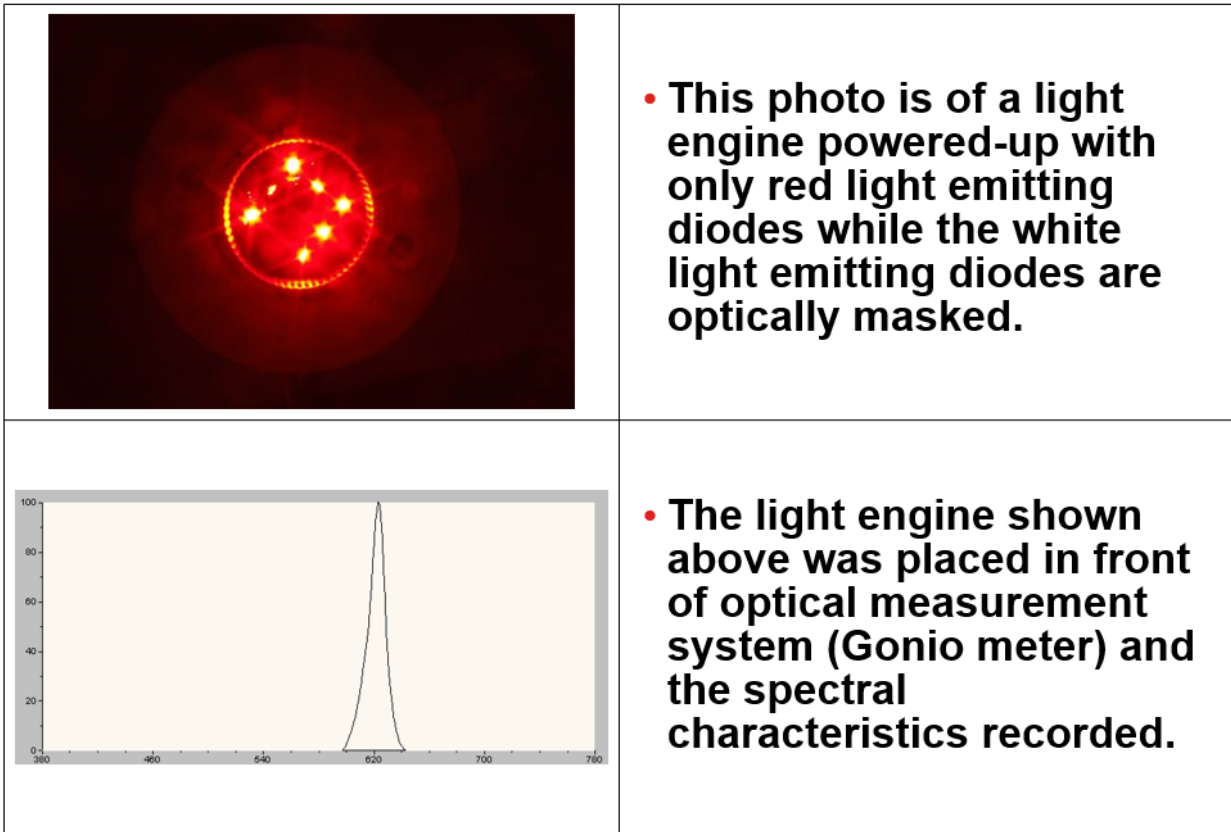 • This photo is of a light
engine powered-up with
only red light emitting
diodes while the white
light emitting diodes are
optically masked.
100
80
60
40
20
0
380 460 540 620 700 780
• The light engine shown
above was placed in front
of optical measurement
system (Gonio meter) and
the spectral
characteristics recorded.